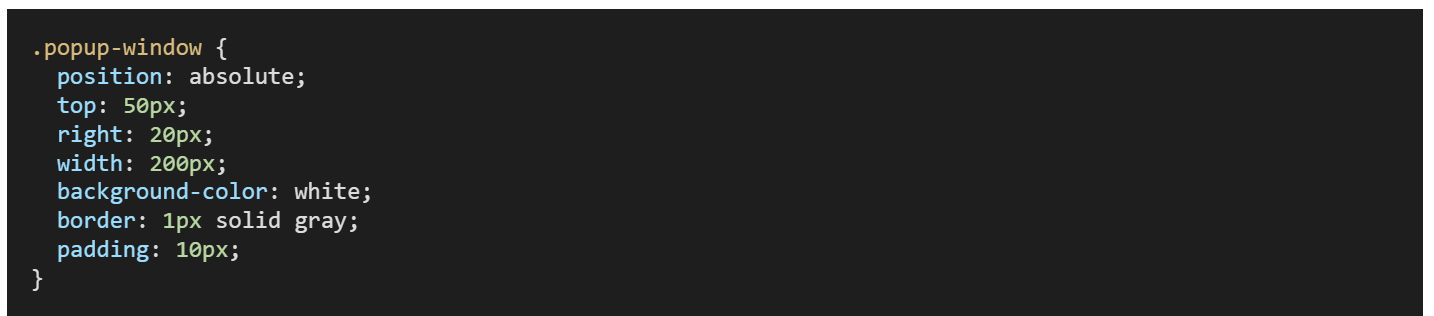 .popup-window {
  position: absolute;
  top: 50px;
  right: 20px;
  width: 200px;
  background-color: white;
  border: 1px solid gray;
  padding: 10px;
}